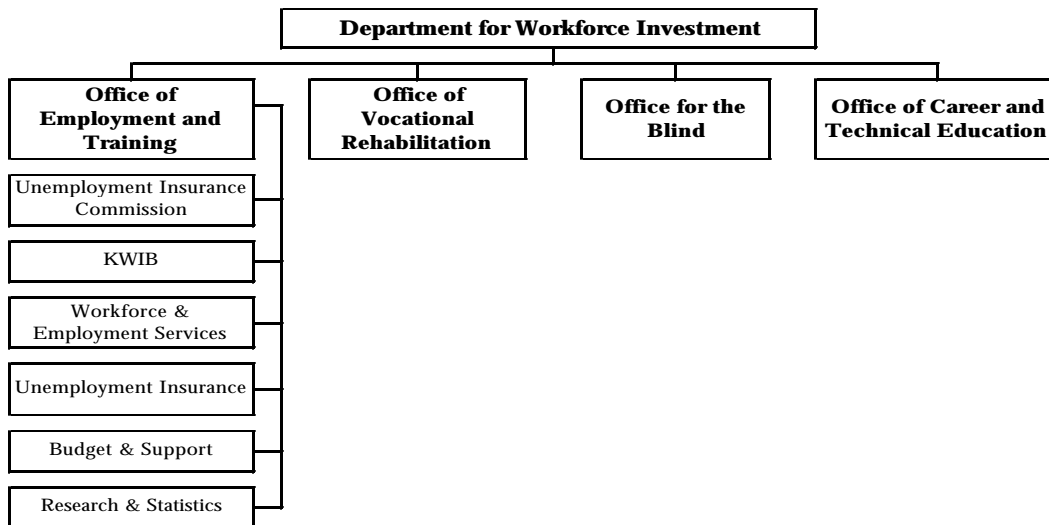 Department for Workforce Investment
Office of
Employment and
Training
Office of
Vocational
Rehabilitation
Office for the
Blind
Office of Career and
Technical Education
Unemployment Insurance
Commission
KWIB
Workforce &
Employment Services
Unemployment Insurance
Budget & Support
Research & Statistics